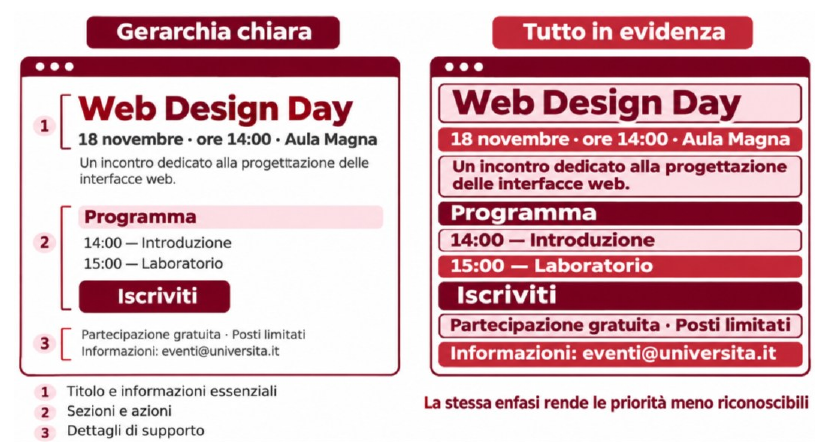 Gerarchia chiara
1
Web Design Day
18 novembre · ore 14:00 · Aula Magna
Un incontro dedicato alla progettazione delle
interfacce web.
2
Programma
14:00 — Introduzione
15:00 — Laboratorio
Iscriviti
3
Partecipazione gratuita · Posti limitati
Informazioni: eventi@universita.it
1 Titolo e informazioni essenziali
2 Sezioni e azioni
3 Dettagli di supporto
Tutto in evidenza
Web Design Day
18 novembre · ore 14:00 · Aula Magna
Un incontro dedicato alla progettazione
delle interfacce web.
Programma
14:00 — Introduzione
15:00 — Laboratorio
Iscriviti
Partecipazione gratuita · Posti limitati
Informazioni: eventi@universita.it
La stessa enfasi rende le priorità meno riconoscibili